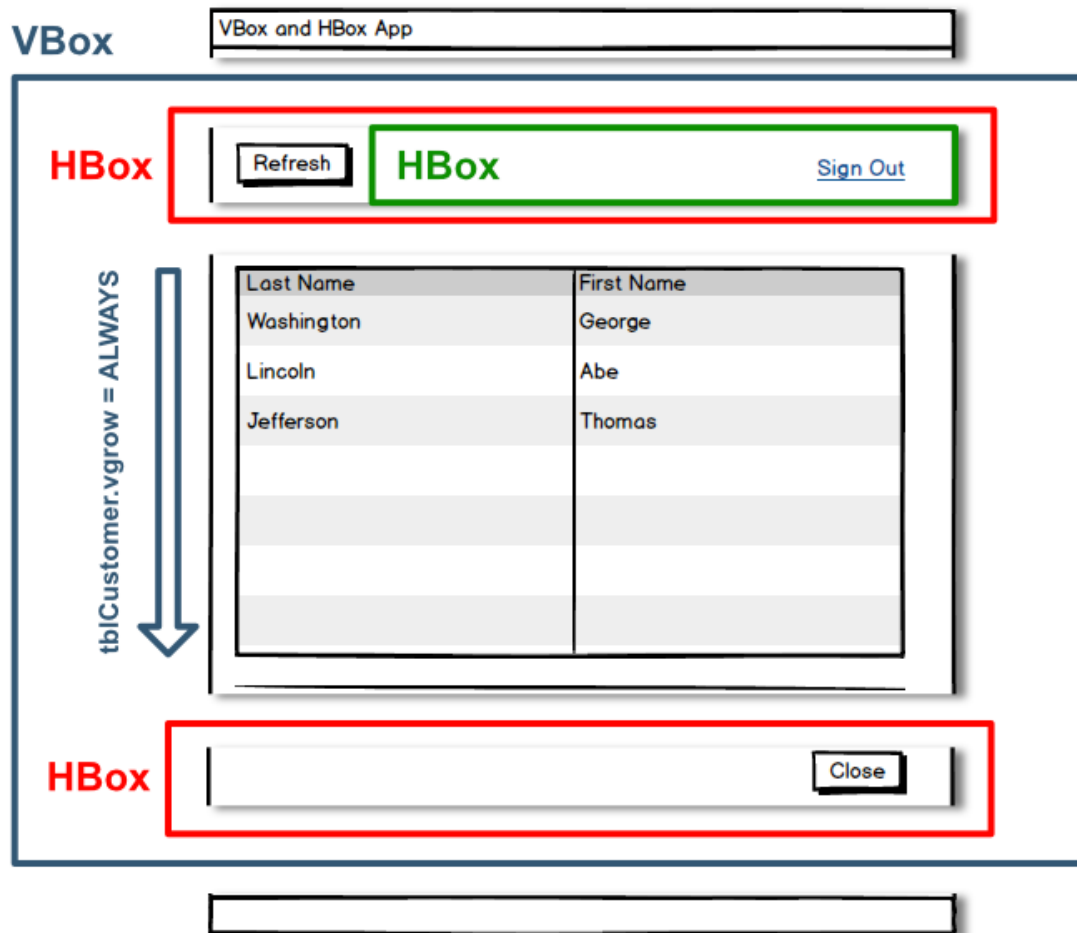 VBox
VBox and HBox App
HBox
Refresh
HBox
Sign Out
tblCustomer.vgrow = ALWAYS
Last Name First Name
Washington George
Lincoln Abe
Jefferson Thomas
HBox
Close